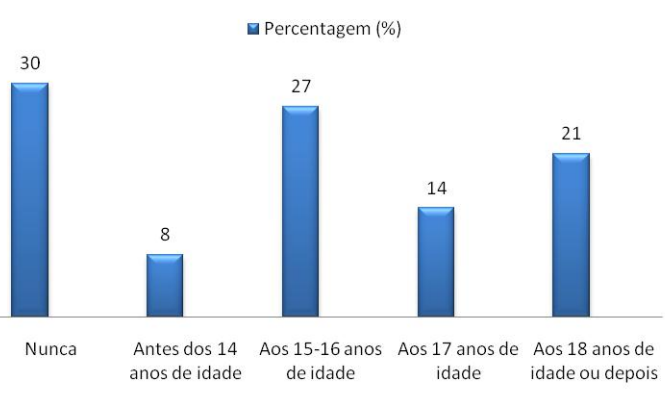 Percentagem (%)
30
8
27
14
21
Nunca
Antes dos 14
anos de idade
Aos 15-16 anos
de idade
Aos 17 anos de
idade
Aos 18 anos de
idade ou depois